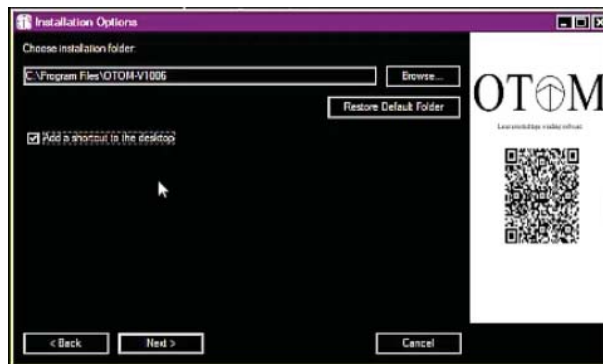 Installation Options
Choose installation folder:
C:\Program Files\OTOM-V1006
Browse...
Restore Default Folder
Add a shortcut to the desktop
OTOM
< Back
Next >
Cancel